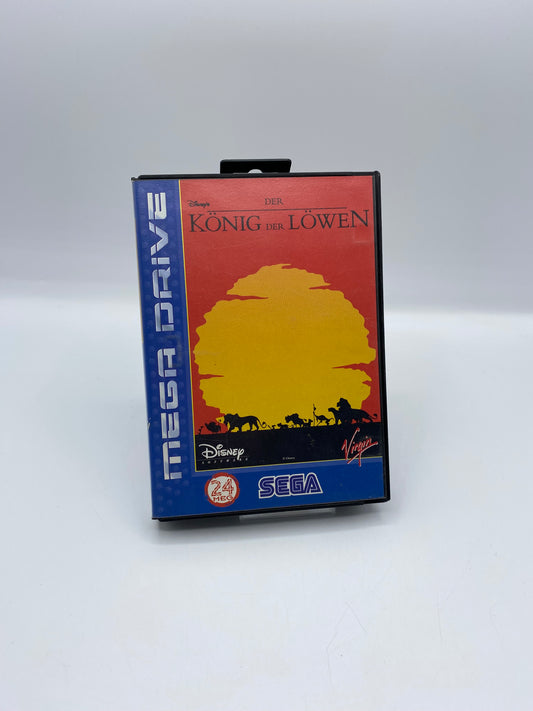 MEGA DRIVE
Disney's
DER
KÖNIG DER LÖWEN
Disney
SOFTWARE
Virgin
24
MEG
SEGA